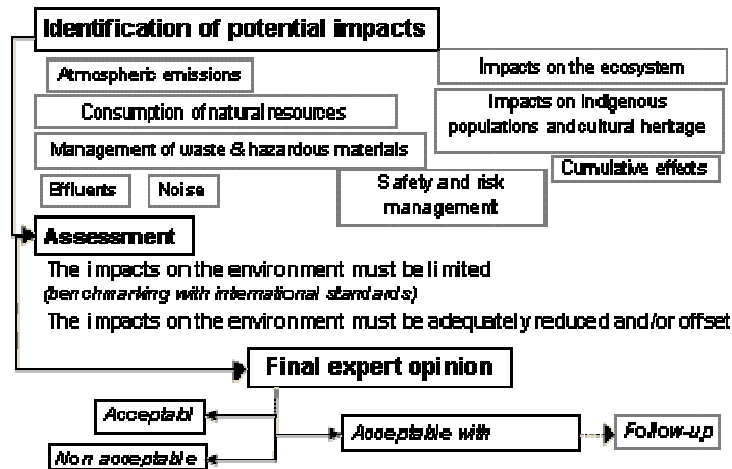 Identification of potential impacts
Atmospheric emissions
Impacts on the ecosystem
Consumption of natural resources
Impacts on Indigenous
populations and cultural heritage
Management of waste & hazardous materials
Cumulative effects
Effluents
Noise
Safety and risk
management
Assessment
The impacts on the environment must be limited
(benchmarking with international standards)
The impacts on the environment must be adequately reduced and/or offset
Final expert opinion
Acceptabl
Acceptable with
Follow-up
Non acceptable